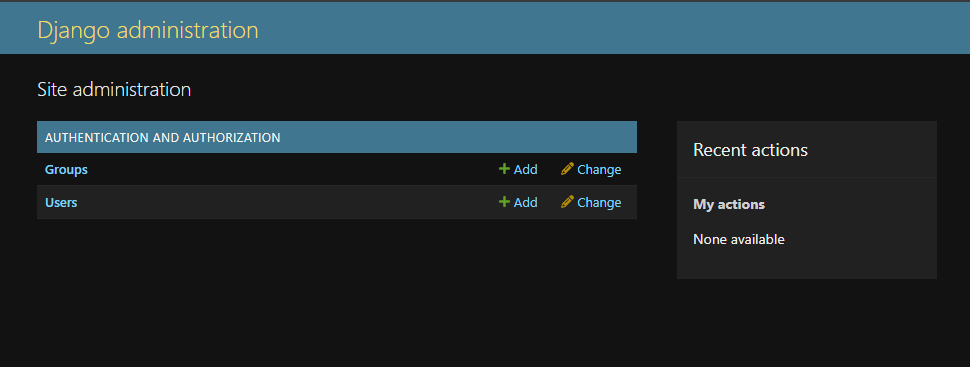 Django administration
Site administration
AUTHENTICATION AND AUTHORIZATION
Groups Add Change
Users Add Change
Recent actions
My actions
None available